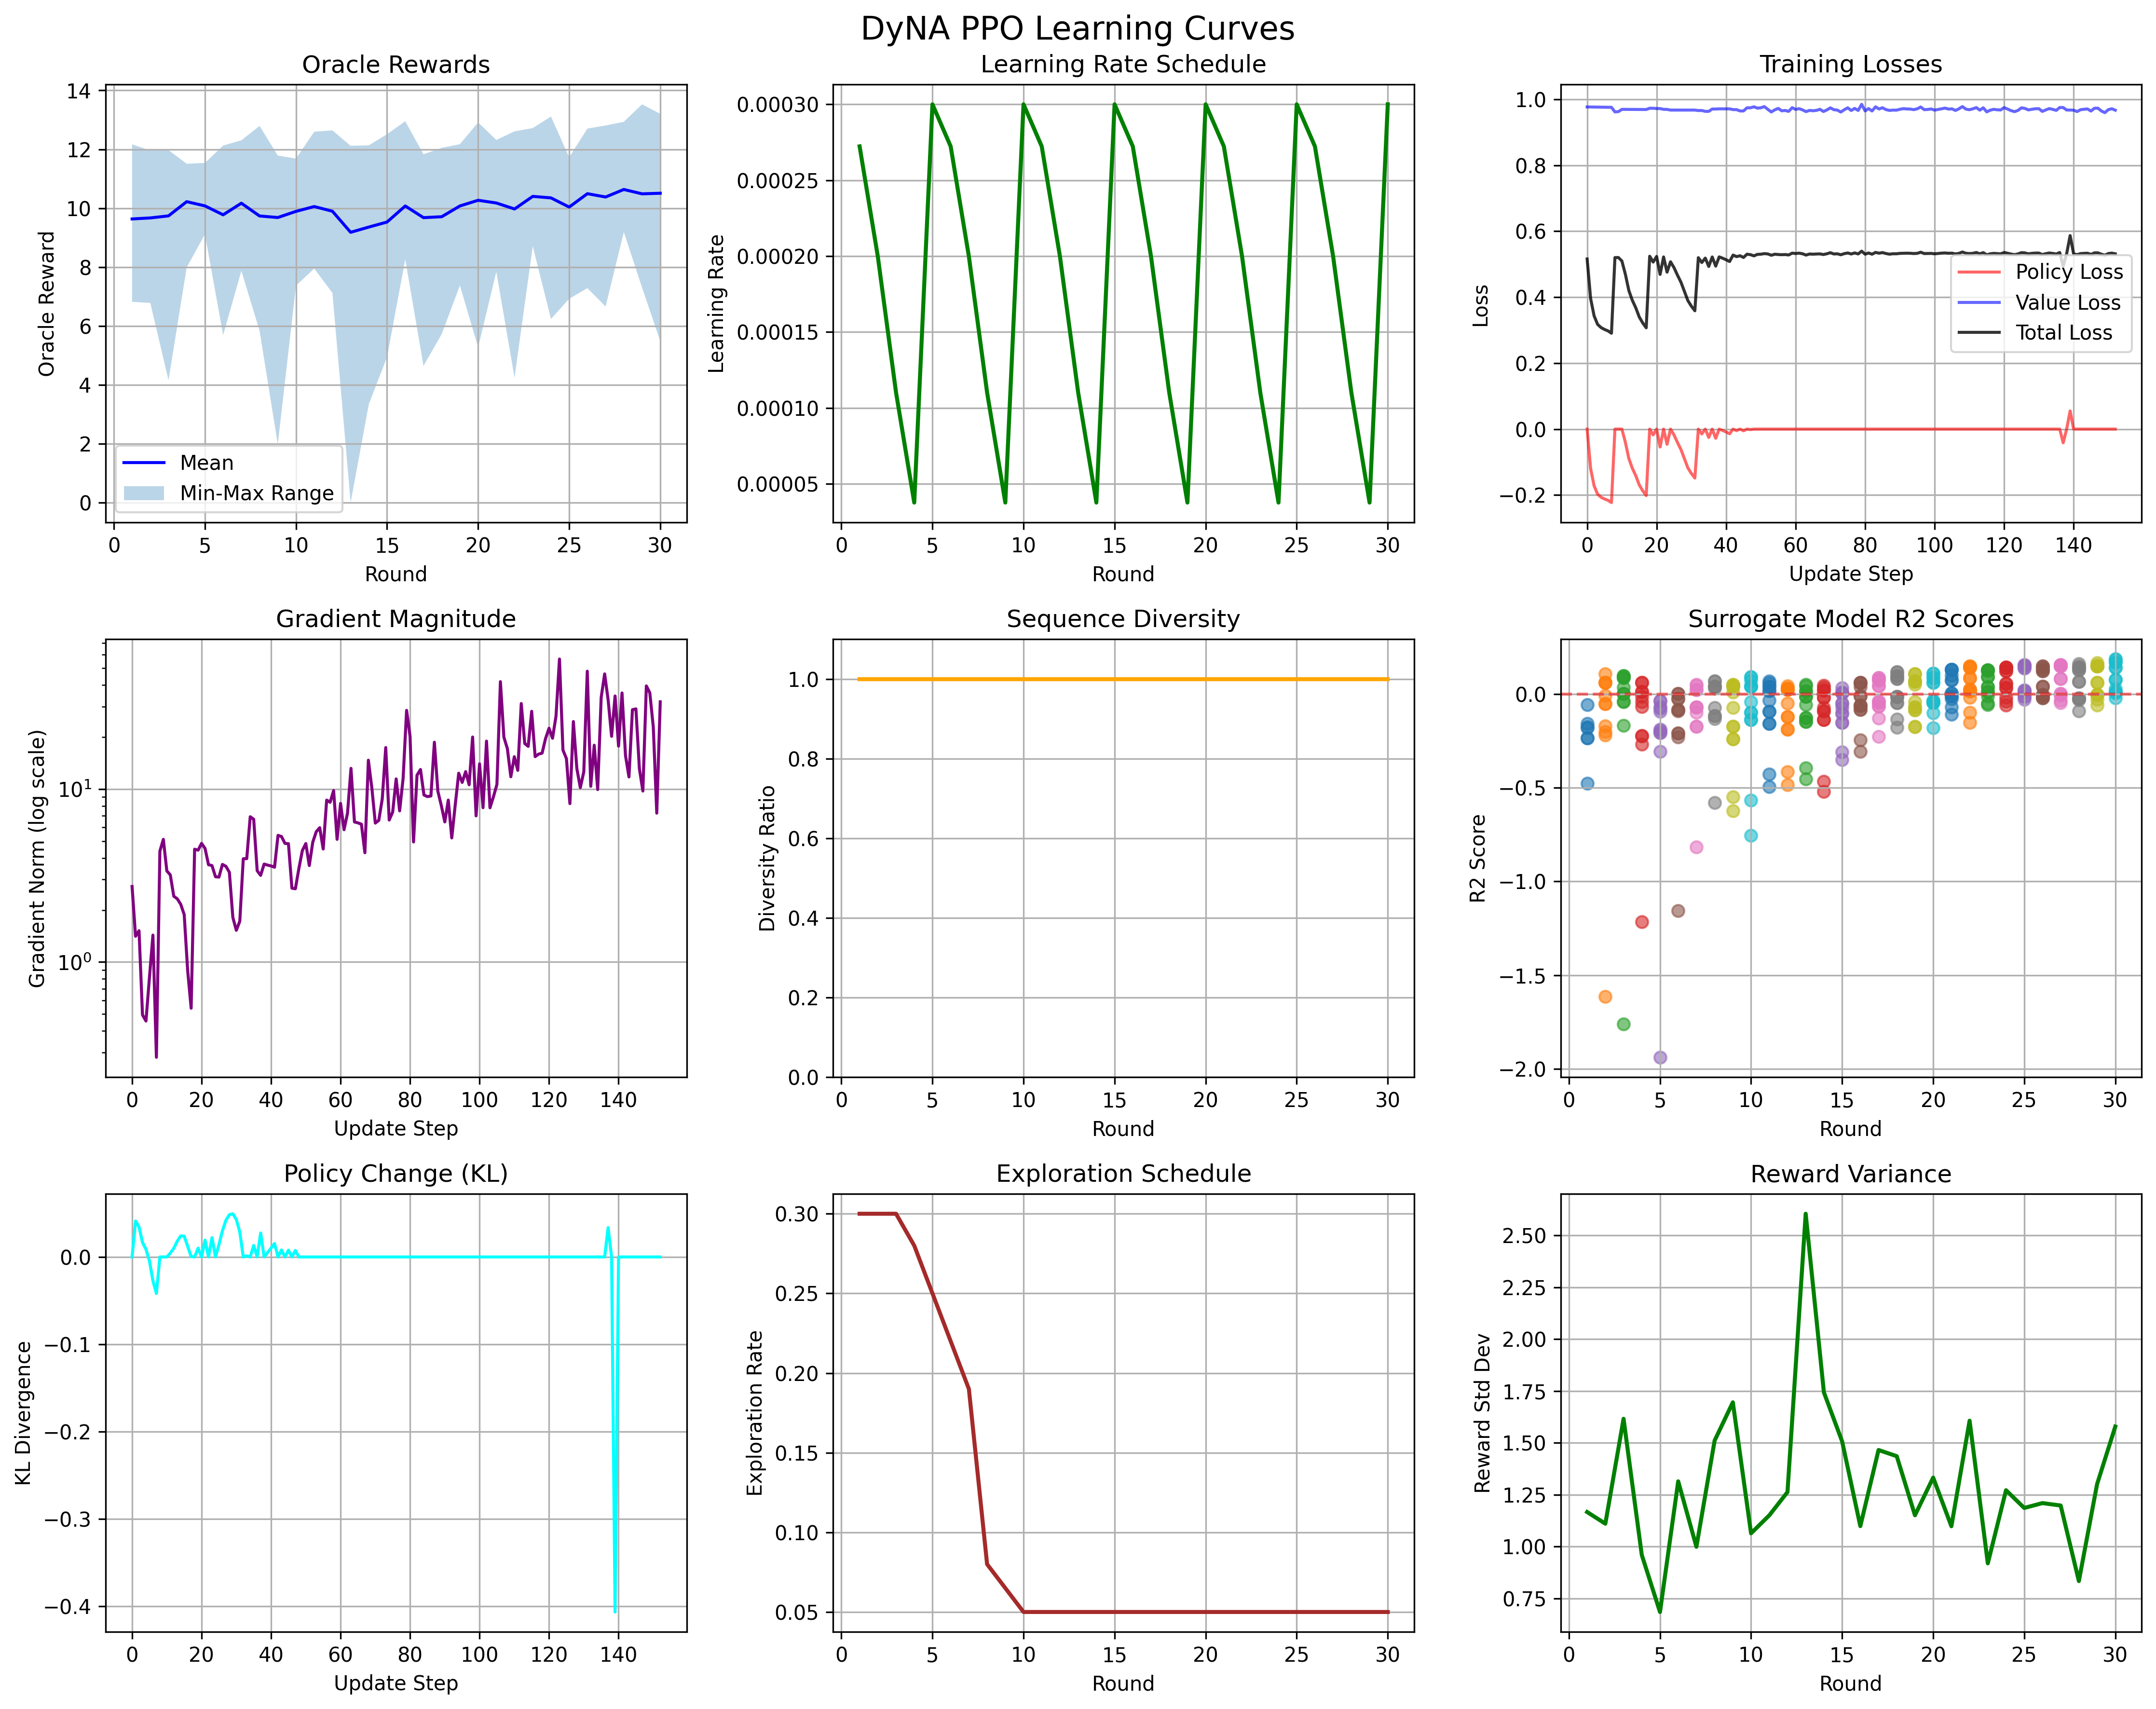 DyNA PPO Learning Curves
Oracle Rewards
Oracle Reward
14
12
10
8
6
4
2
0
Mean
Min-Max Range
0 5 10 15 20 25 30
Round
Learning Rate Schedule
Learning Rate
0.00030
0.00025
0.00020
0.00015
0.00010
0.00005
0 5 10 15 20 25 30
Round
Training Losses
Loss
1.0
0.8
0.6
0.4
0.2
0.0
−0.2
Policy Loss
Value Loss
Total Loss
0 20 40 60 80 100 120 140
Update Step
Gradient Magnitude
Gradient Norm (log scale)
10¹
10⁰
0 20 40 60 80 100 120 140
Update Step
Sequence Diversity
Diversity Ratio
1.0
0.8
0.6
0.4
0.2
0.0
0 5 10 15 20 25 30
Round
Surrogate Model R2 Scores
R2 Score
0.0
−0.5
−1.0
−1.5
−2.0
0 5 10 15 20 25 30
Round
Policy Change (KL)
KL Divergence
0.0
−0.1
−0.2
−0.3
−0.4
0 20 40 60 80 100 120 140
Update Step
Exploration Schedule
Exploration Rate
0.30
0.25
0.20
0.15
0.10
0.05
0 5 10 15 20 25 30
Round
Reward Variance
Reward Std Dev
2.50
2.25
2.00
1.75
1.50
1.25
1.00
0.75
0 5 10 15 20 25 30
Round